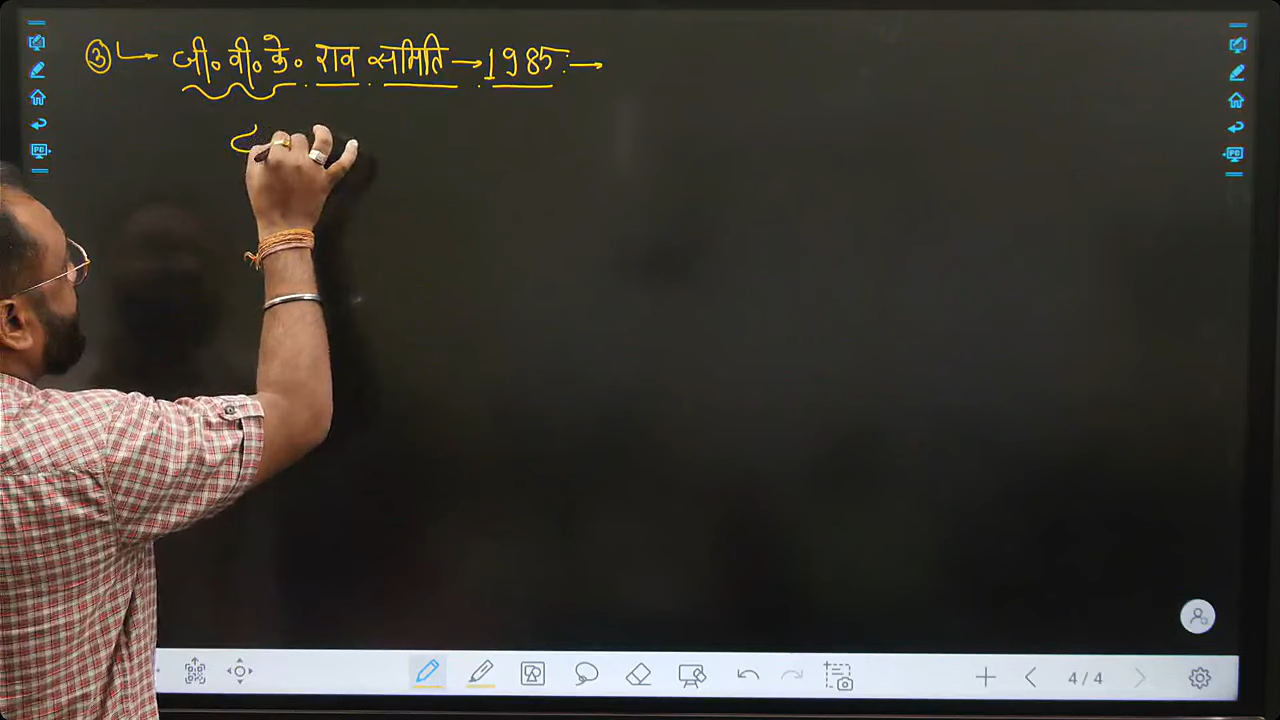 ③ → जी. वी. के. राव समिति → 1985 : →
4 / 4